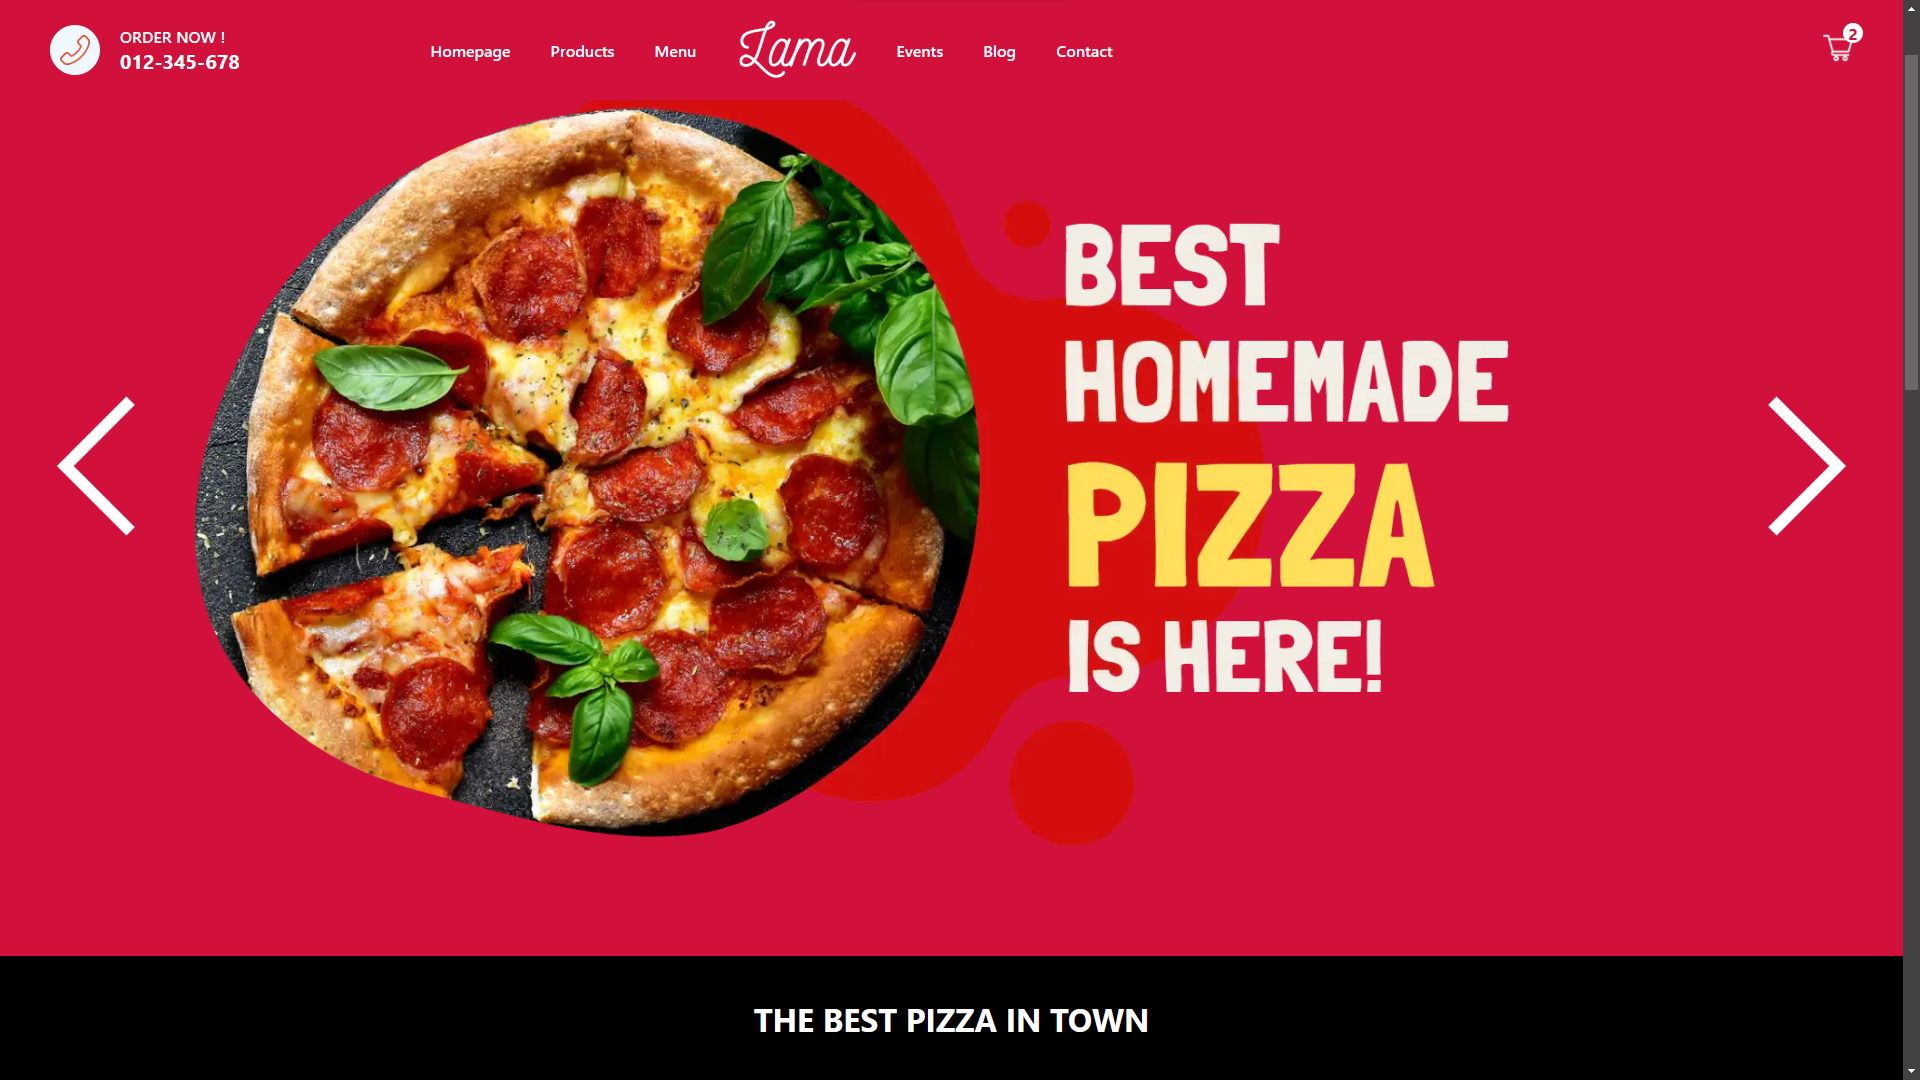 ORDER NOW !
012-345-678
Homepage
Products
Menu
Lama
Events
Blog
Contact
2
BEST
HOMEMADE
PIZZA
IS HERE!
THE BEST PIZZA IN TOWN